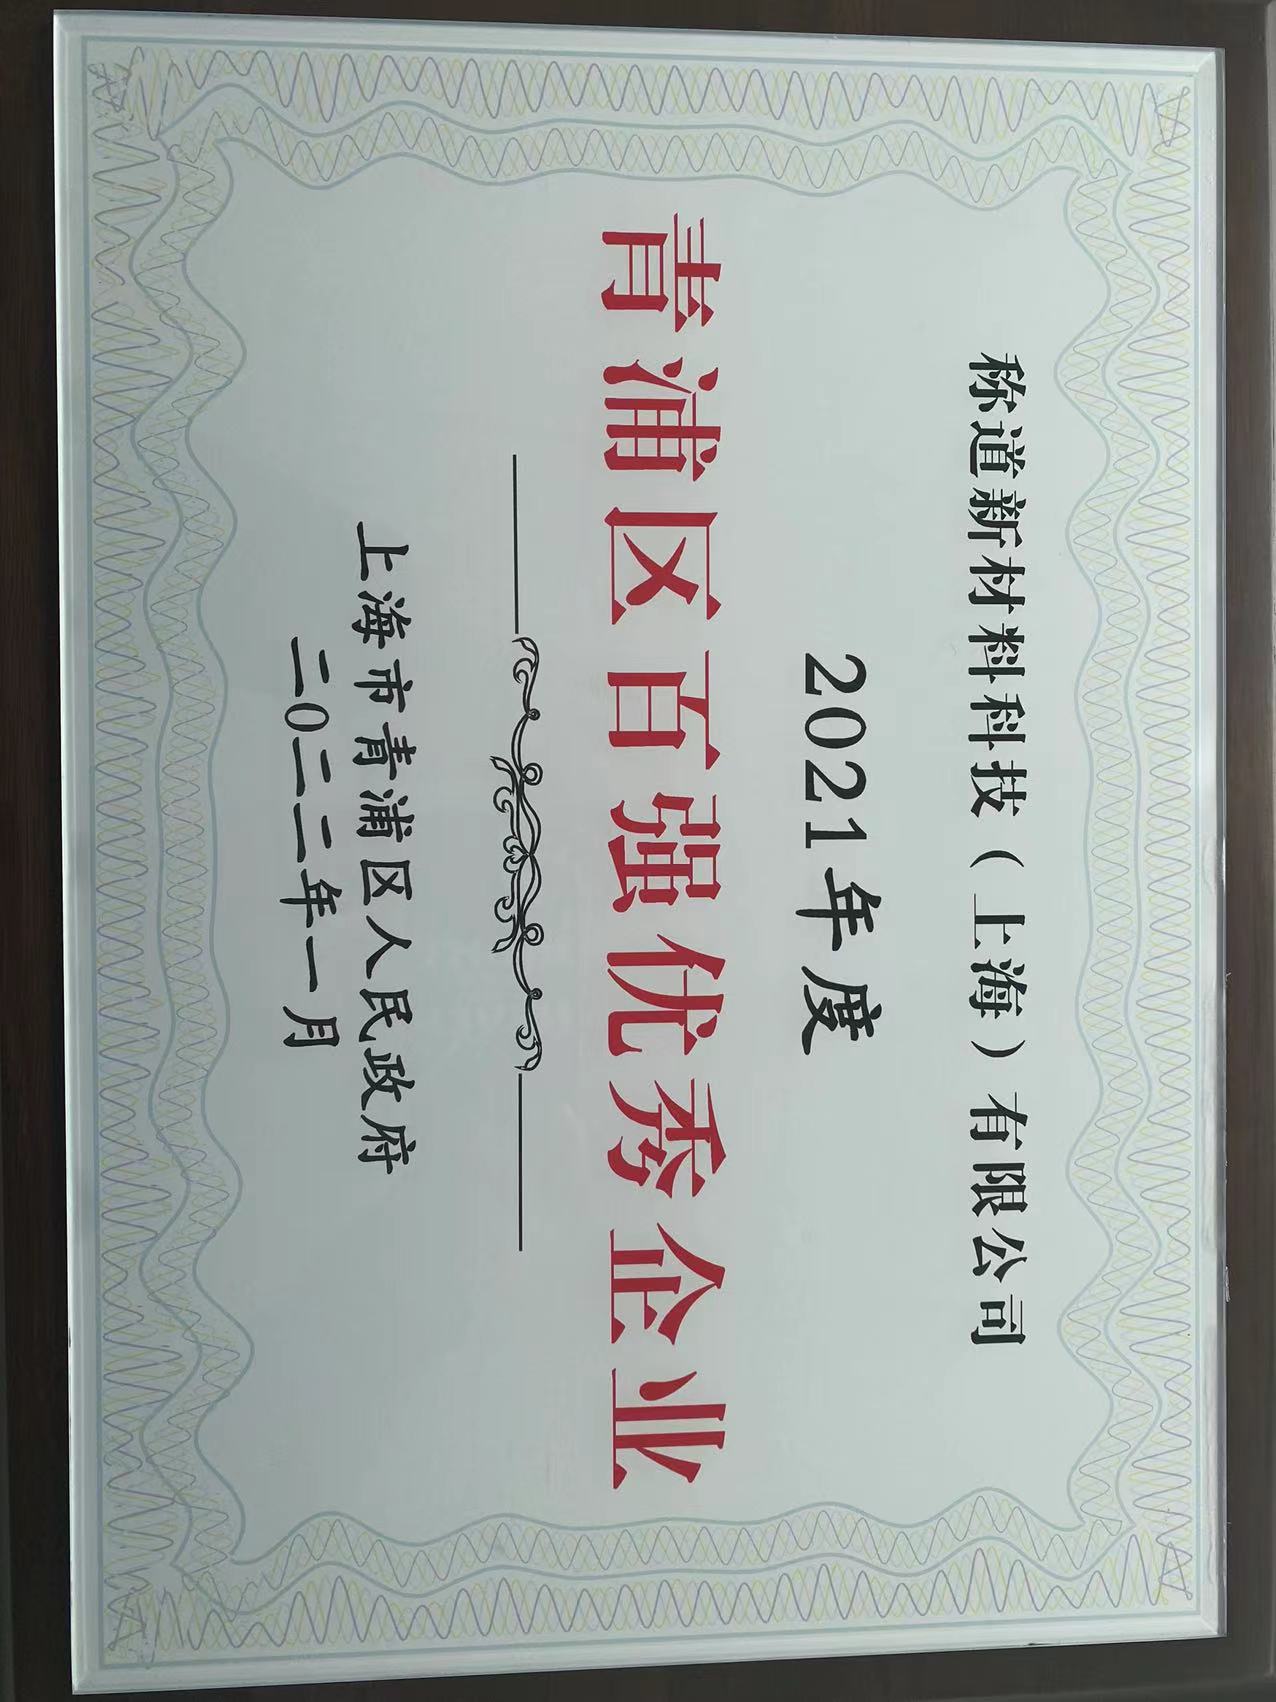 称道新材料科技（上海）有限公司
2021年度
青浦区百强优秀企业
上海市青浦区人民政府
二〇二二年一月